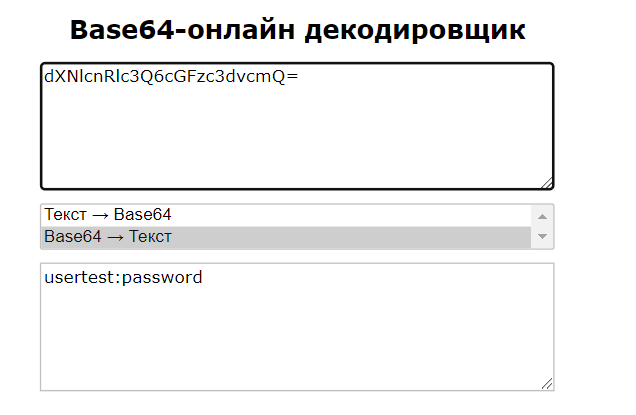 Base64-онлайн декодировщик
dXNlcnRlc3Q6cGFzc3dvcmQ=
Текст → Base64
Base64 → Текст
usertest:password